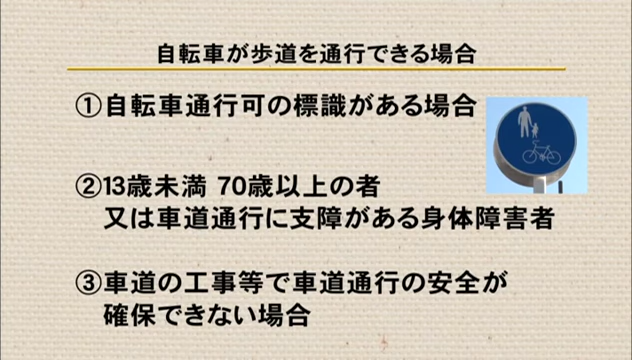 自転車が歩道を通行できる場合
①自転車通行可の標識がある場合
②13歳未満 70歳以上の者
又は車道通行に支障がある身体障害者
③車道の工事等で車道通行の安全が
確保できない場合